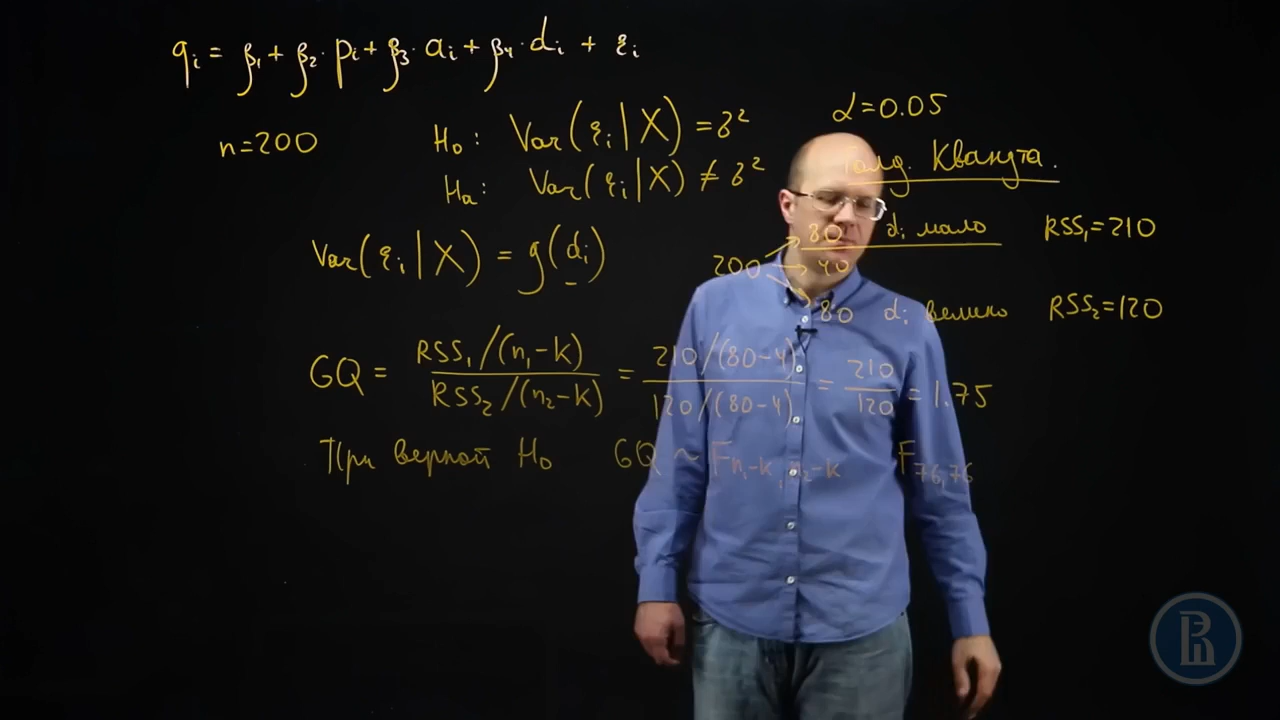 qᵢ = β₁ + β₂· pᵢ + β₃· aᵢ + β₄· dᵢ + εᵢ
α=0.05
n=200
H₀: Var(εᵢ | X) = σ²
Hₐ: Var(εᵢ | X) ≠ σ²
Голд. Квандта.
Var(εᵢ | X) = g(dᵢ)
200
80 dᵢ мало RSS₁=210
40
80 dᵢ велико RSS₂=120
GQ = RSS₁/(n₁-k) / RSS₂/(n₂-k) = 210/(80-4) / 120/(80-4) = 210/120 = 1.75
При верной H₀ GQ ~ Fₙ₁₋ₖ,ₙ₂₋ₖ F₇₆,₇₆